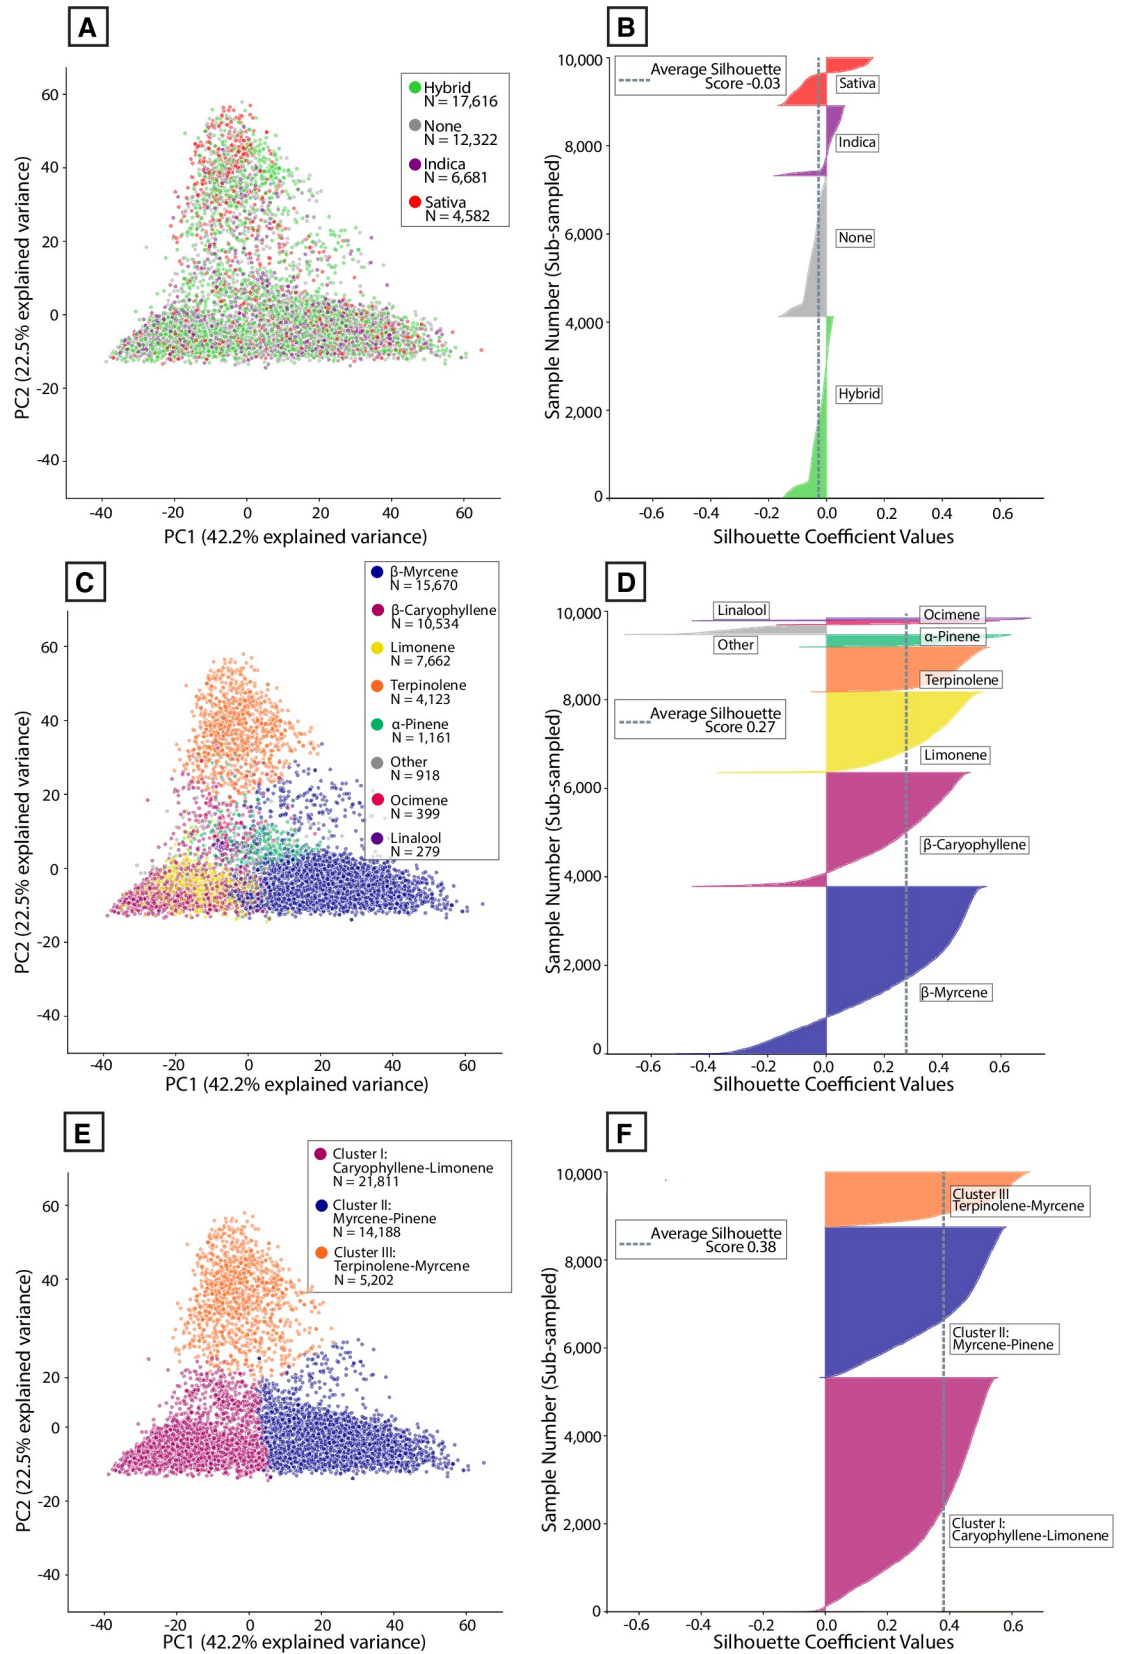 A
60
40
20
0
-20
-40
PC2 (22.5% explained variance)
-40 -20 0 20 40 60
PC1 (42.2% explained variance)
Hybrid
N = 17,616
None
N = 12,322
Indica
N = 6,681
Sativa
N = 4,582
B
10,000
8,000
6,000
4,000
2,000
0
Sample Number (Sub-sampled)
Average Silhouette
Score -0.03
Sativa
Indica
None
Hybrid
-0.6 -0.4 -0.2 0.0 0.2 0.4 0.6
Silhouette Coefficient Values
C
60
40
20
0
-20
-40
PC2 (22.5% explained variance)
-40 -20 0 20 40 60
PC1 (42.2% explained variance)
β-Myrcene
N = 15,670
β-Caryophyllene
N = 10,534
Limonene
N = 7,662
Terpinolene
N = 4,123
α-Pinene
N = 1,161
Other
N = 918
Ocimene
N = 399
Linalool
N = 279
D
10,000
8,000
6,000
4,000
2,000
0
Sample Number (Sub-sampled)
Linalool
Ocimene
Other
α-Pinene
Terpinolene
Average Silhouette
Score 0.27
Limonene
β-Caryophyllene
β-Myrcene
-0.6 -0.4 -0.2 0.0 0.2 0.4 0.6
Silhouette Coefficient Values
E
60
40
20
0
-20
-40
PC2 (22.5% explained variance)
-40 -20 0 20 40 60
PC1 (42.2% explained variance)
Cluster I:
Caryophyllene-Limonene
N = 21,811
Cluster II:
Myrcene-Pinene
N = 14,188
Cluster III:
Terpinolene-Myrcene
N = 5,202
F
10,000
8,000
6,000
4,000
2,000
0
Sample Number (Sub-sampled)
Cluster III
Terpinolene-Myrcene
Average Silhouette
Score 0.38
Cluster II:
Myrcene-Pinene
Cluster I:
Caryophyllene-Limonene
-0.6 -0.4 -0.2 0.0 0.2 0.4 0.6
Silhouette Coefficient Values